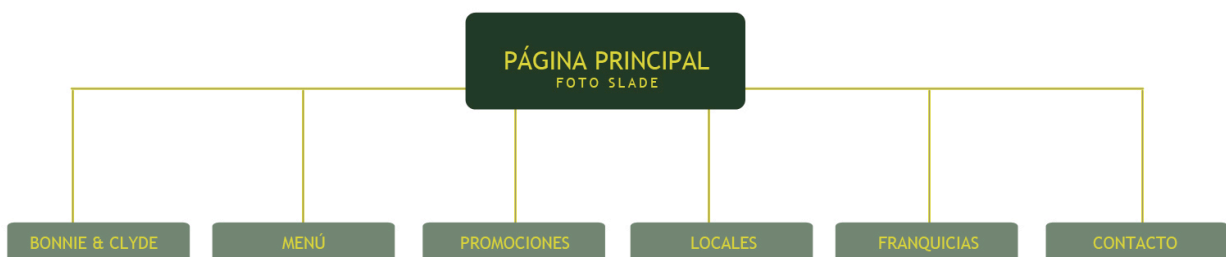 PÁGINA PRINCIPAL
FOTO SLADE
BONNIE & CLYDE
MENÚ
PROMOCIONES
LOCALES
FRANQUICIAS
CONTACTO